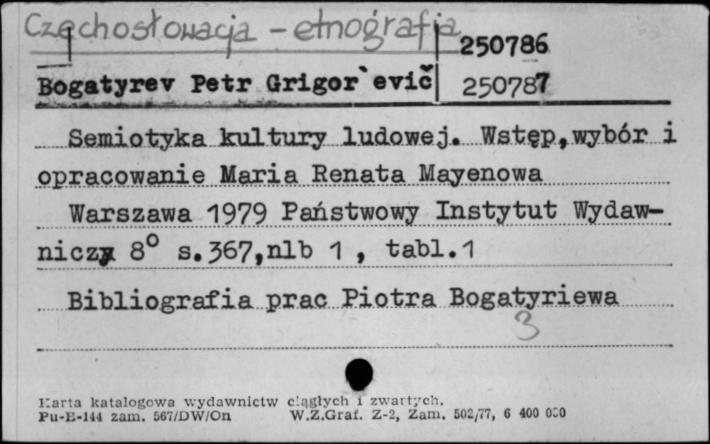 Czechosłowacja - etnografja
250786
Bogatyrev Petr Grigor`evič 250787
Semiotyka kultury ludowej. Wstęp,wybór i
opracowanie Maria Renata Mayenowa
Warszawa 1979 Państwowy Instytut Wydaw-
niczy 8° s.367,nlb 1 , tabl.1
Bibliografia prac Piotra Bogatyriewa
3
Karta katalogowa wydawnictw ciągłych i zwartych.
Pu-E-144 zam. 567/DW/On W.Z.Graf. Z-2, Zam. 502/77, 6 400 000